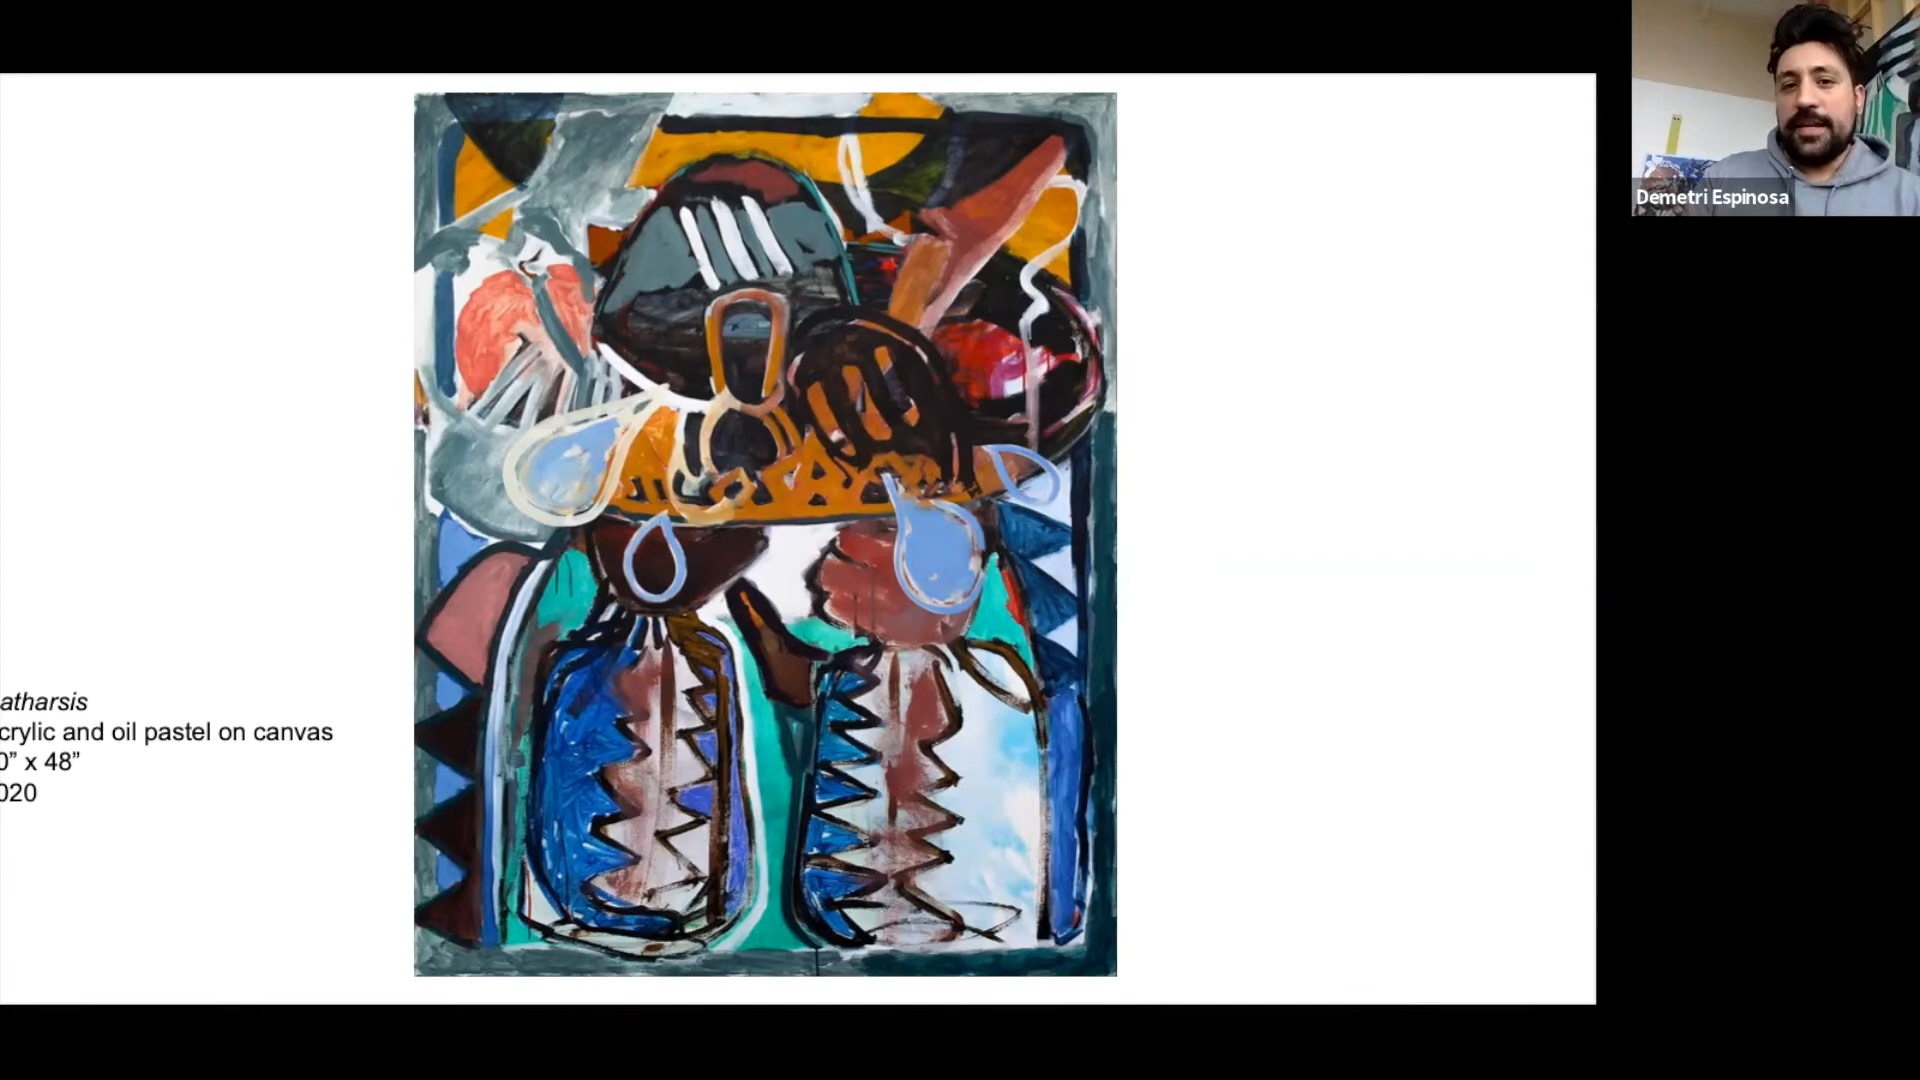 atharsis
crylic and oil pastel on canvas
0” x 48”
020
Demetri Espinosa